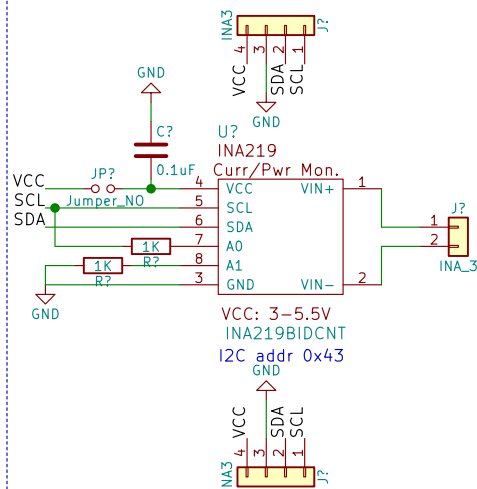 INA3
J?
4
3
2
1
VCC
SDA
SCL
GND
GND
C?
0.1uF
U?
INA219
Curr/Pwr Mon.
VCC
JP?
Jumper_NO
4
VCC
VIN+
1
SCL
5
SCL
SDA
6
SDA
1K
R?
7
A0
1K
R?
8
A1
3
GND
VIN-
2
GND
J?
1
2
INA_3
VCC: 3-5.5V
INA219BIDCNT
I2C addr 0x43
GND
VCC
SDA
SCL
4
3
2
1
NA3
J?